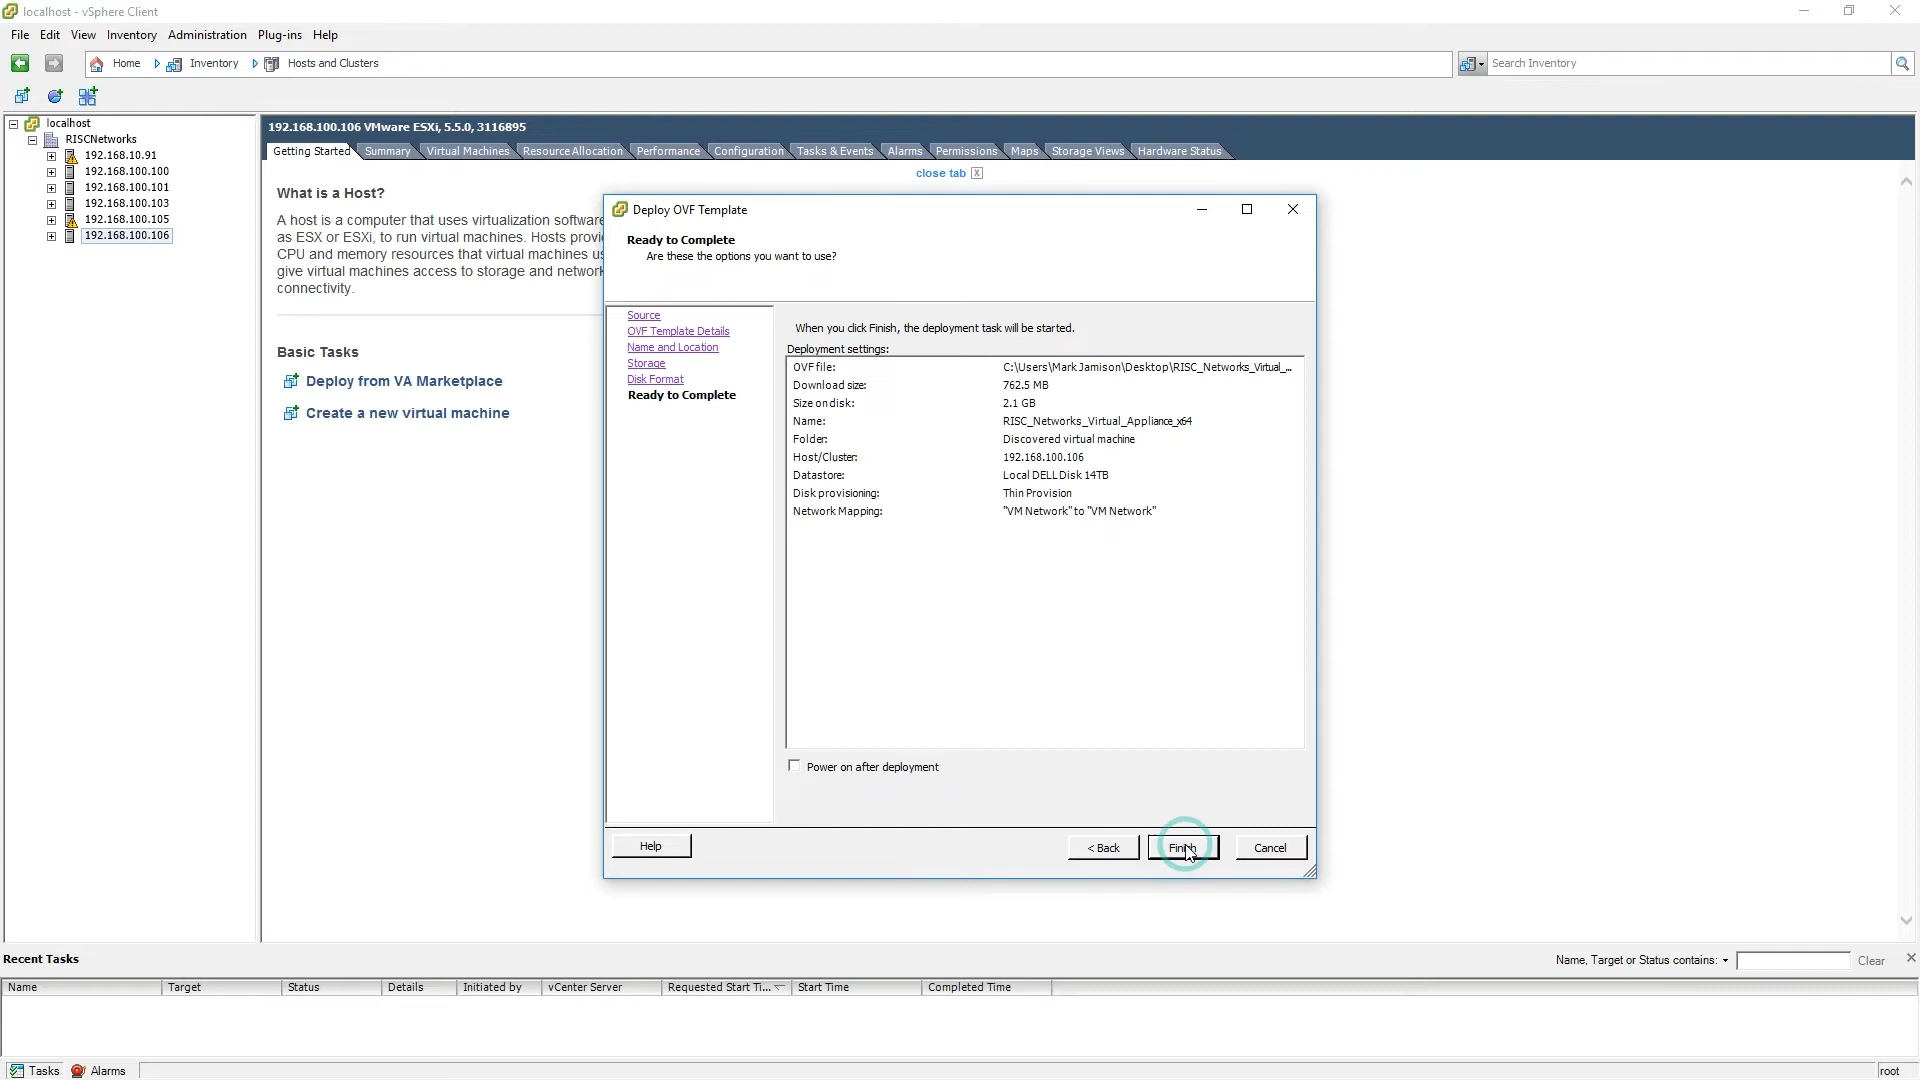 localhost - vSphere Client
File Edit View Inventory Administration Plug-ins Help
Home Inventory Hosts and Clusters
Search Inventory
localhost
RISCNetworks
192.168.10.91
192.168.100.100
192.168.100.101
192.168.100.103
192.168.100.105
192.168.100.106
192.168.100.106 VMware ESXi, 5.5.0, 3116895
Getting Started Summary Virtual Machines Resource Allocation Performance Configuration Tasks & Events Alarms Permissions Maps Storage Views Hardware Status
close tab X
What is a Host?
A host is a computer that uses virtualization software
as ESX or ESXi, to run virtual machines. Hosts provi
CPU and memory resources that virtual machines us
give virtual machines access to storage and network
connectivity.
Basic Tasks
Deploy from VA Marketplace
Create a new virtual machine
Deploy OVF Template
Ready to Complete
Are these the options you want to use?
Source
OVF Template Details
Name and Location
Storage
Disk Format
Ready to Complete
When you click Finish, the deployment task will be started.
Deployment settings:
OVF file: C:\Users\Mark Jamison\Desktop\RISC_Networks_Virtual_...
Download size: 762.5 MB
Size on disk: 2.1 GB
Name: RISC_Networks_Virtual_Appliance_x64
Folder: Discovered virtual machine
Host/Cluster: 192.168.100.106
Datastore: Local DELL Disk 14TB
Disk provisioning: Thin Provision
Network Mapping: "VM Network" to "VM Network"
Power on after deployment
Help < Back Finish Cancel
Recent Tasks
Name, Target or Status contains: Clear
Name Target Status Details Initiated by vCenter Server Requested Start Ti... Start Time Completed Time
Tasks Alarms root